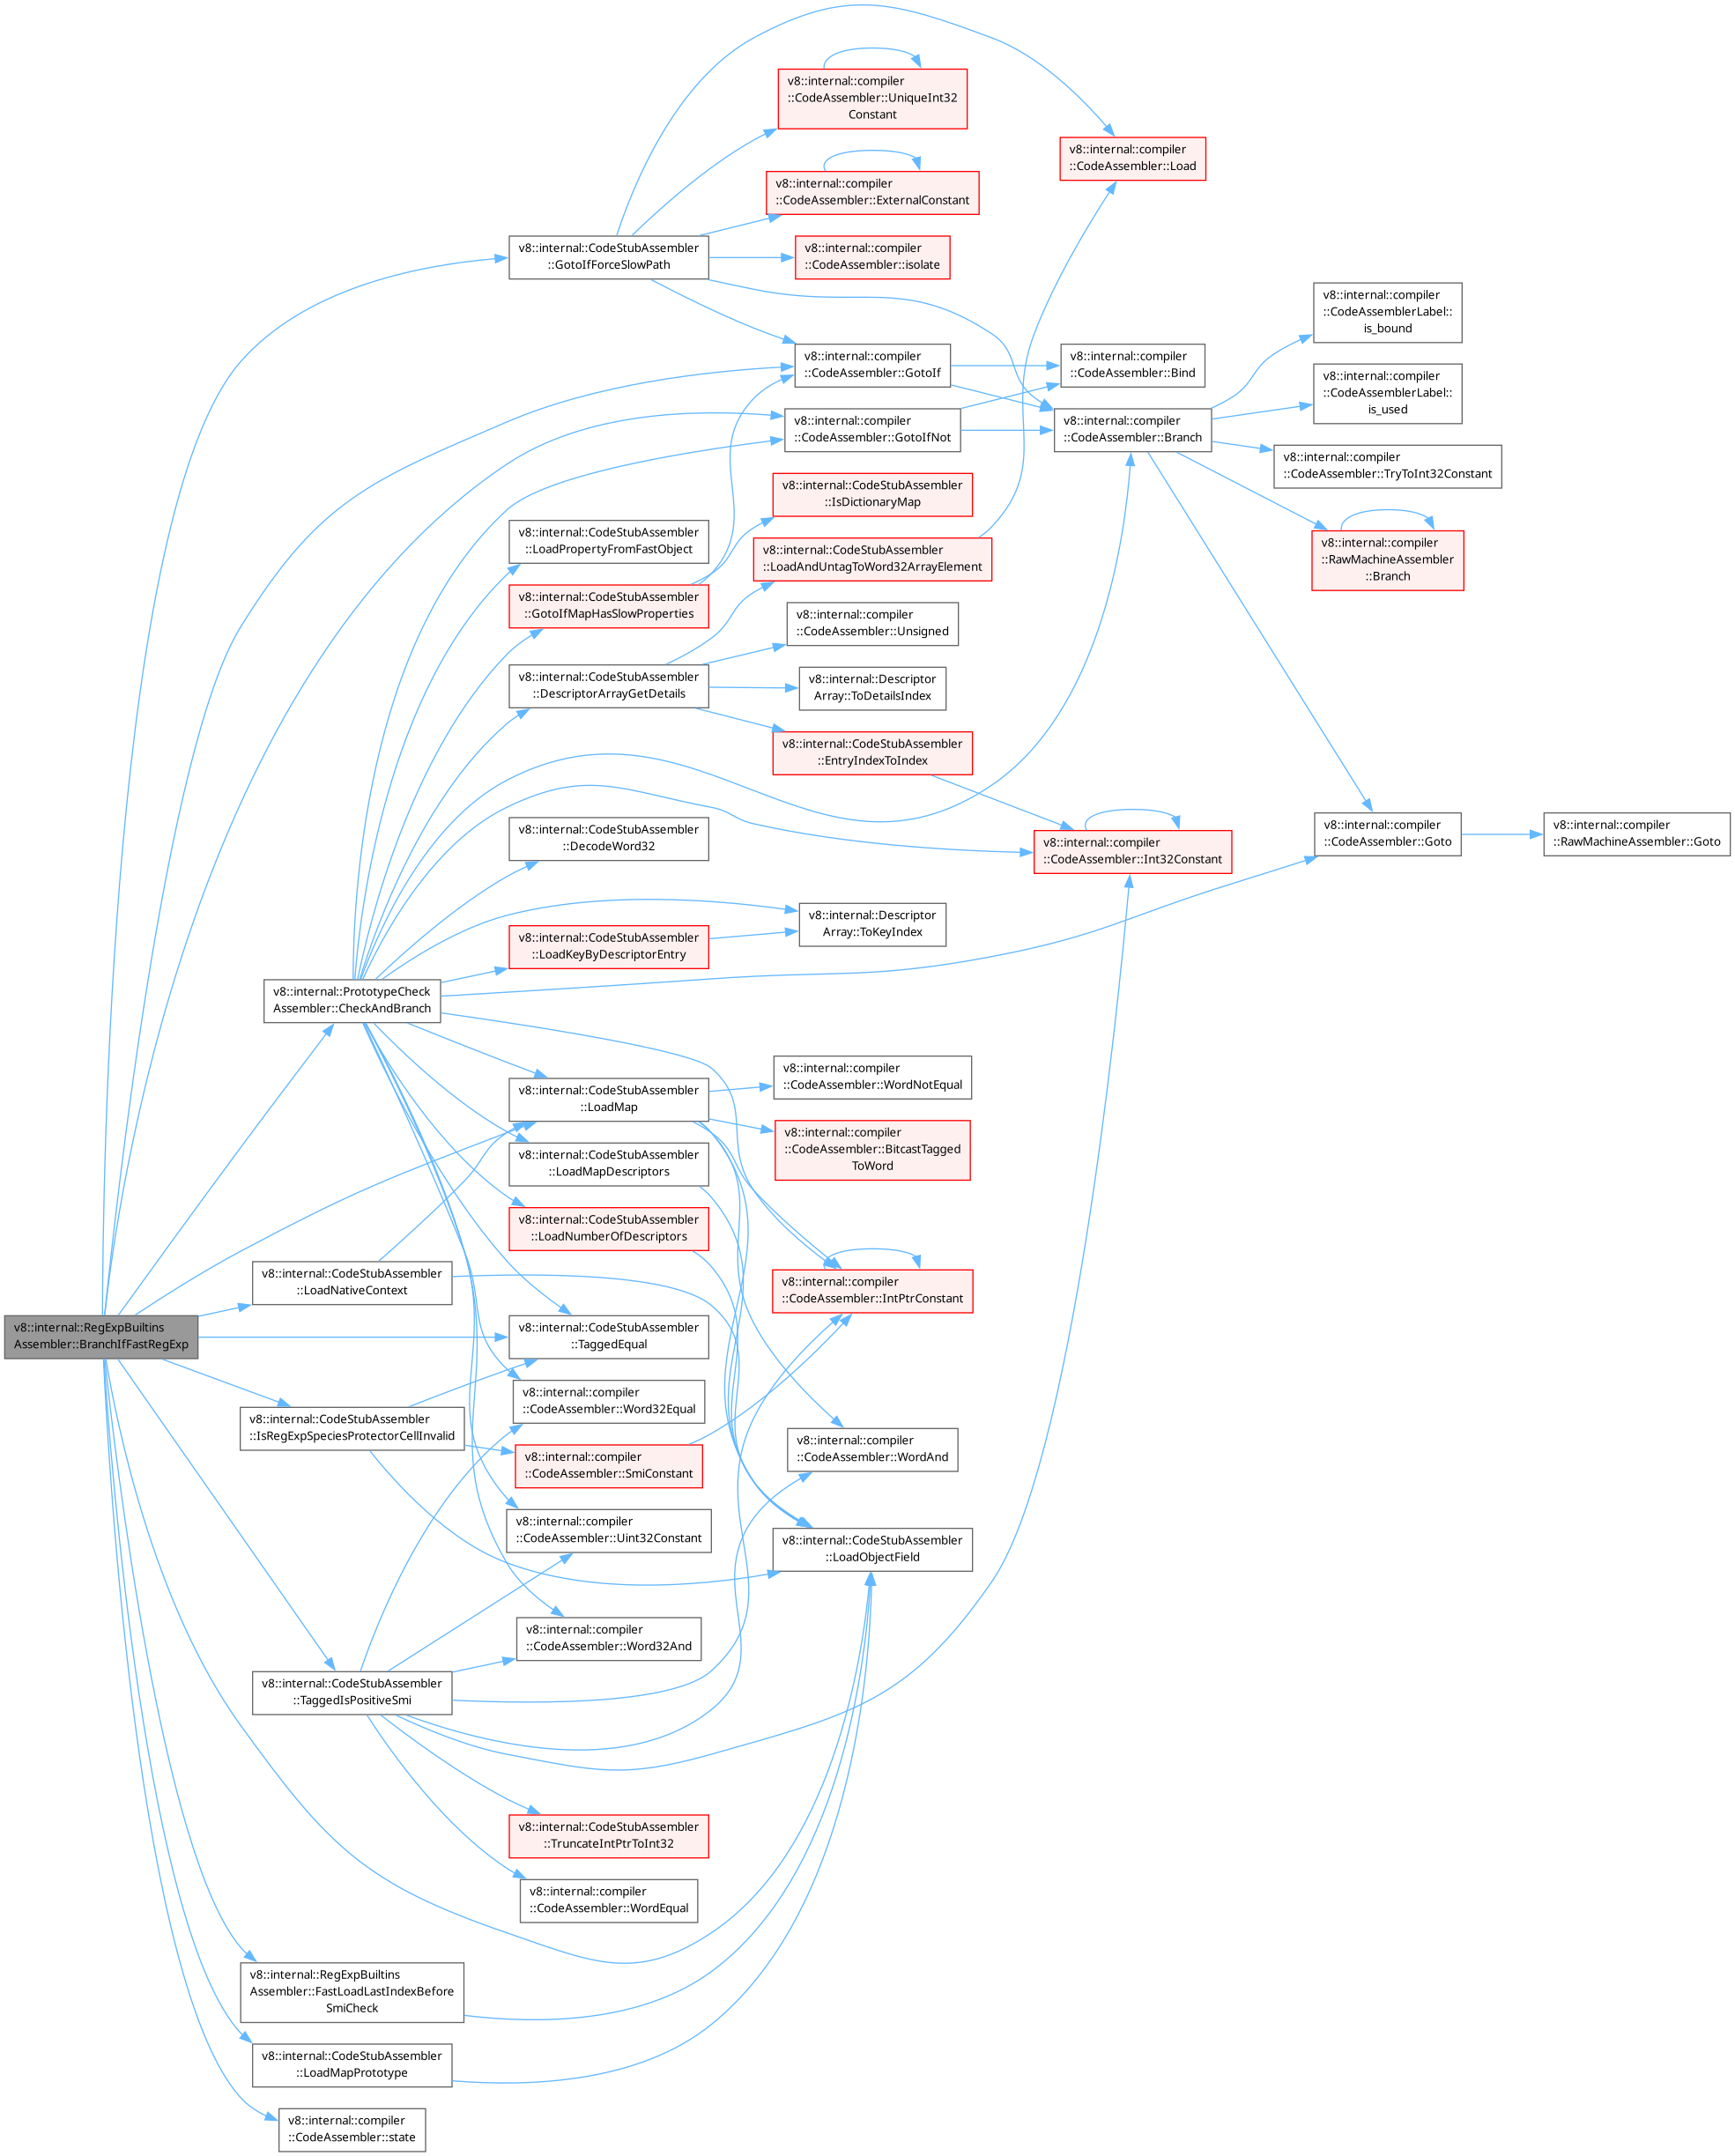 v8::internal::compiler
::CodeAssembler::UniqueInt32
Constant
v8::internal::compiler
::CodeAssembler::Load
v8::internal::compiler
::CodeAssembler::ExternalConstant
v8::internal::CodeStubAssembler
::GotoIfForceSlowPath
v8::internal::compiler
::CodeAssembler::isolate
v8::internal::compiler
::CodeAssemblerLabel::
is_bound
v8::internal::compiler
::CodeAssembler::GotoIf
v8::internal::compiler
::CodeAssembler::Bind
v8::internal::compiler
::CodeAssemblerLabel::
is_used
v8::internal::compiler
::CodeAssembler::GotoIfNot
v8::internal::compiler
::CodeAssembler::Branch
v8::internal::compiler
::CodeAssembler::TryToInt32Constant
v8::internal::CodeStubAssembler
::IsDictionaryMap
v8::internal::CodeStubAssembler
::LoadPropertyFromFastObject
v8::internal::CodeStubAssembler
::LoadAndUntagToWord32ArrayElement
v8::internal::compiler
::RawMachineAssembler
::Branch
v8::internal::CodeStubAssembler
::GotoIfMapHasSlowProperties
v8::internal::compiler
::CodeAssembler::Unsigned
v8::internal::CodeStubAssembler
::DescriptorArrayGetDetails
v8::internal::Descriptor
Array::ToDetailsIndex
v8::internal::CodeStubAssembler
::EntryIndexToIndex
v8::internal::CodeStubAssembler
::DecodeWord32
v8::internal::compiler
::CodeAssembler::Int32Constant
v8::internal::compiler
::CodeAssembler::Goto
v8::internal::compiler
::RawMachineAssembler::Goto
v8::internal::Descriptor
Array::ToKeyIndex
v8::internal::CodeStubAssembler
::LoadKeyByDescriptorEntry
v8::internal::PrototypeCheck
Assembler::CheckAndBranch
v8::internal::compiler
::CodeAssembler::WordNotEqual
v8::internal::CodeStubAssembler
::LoadMap
v8::internal::compiler
::CodeAssembler::BitcastTagged
ToWord
v8::internal::CodeStubAssembler
::LoadMapDescriptors
v8::internal::CodeStubAssembler
::LoadNumberOfDescriptors
v8::internal::CodeStubAssembler
::LoadNativeContext
v8::internal::compiler
::CodeAssembler::IntPtrConstant
v8::internal::RegExpBuiltins
Assembler::BranchIfFastRegExp
v8::internal::CodeStubAssembler
::TaggedEqual
v8::internal::compiler
::CodeAssembler::Word32Equal
v8::internal::CodeStubAssembler
::IsRegExpSpeciesProtectorCellInvalid
v8::internal::compiler
::CodeAssembler::SmiConstant
v8::internal::compiler
::CodeAssembler::WordAnd
v8::internal::compiler
::CodeAssembler::Uint32Constant
v8::internal::CodeStubAssembler
::LoadObjectField
v8::internal::compiler
::CodeAssembler::Word32And
v8::internal::CodeStubAssembler
::TaggedIsPositiveSmi
v8::internal::CodeStubAssembler
::TruncateIntPtrToInt32
v8::internal::compiler
::CodeAssembler::WordEqual
v8::internal::RegExpBuiltins
Assembler::FastLoadLastIndexBefore
SmiCheck
v8::internal::CodeStubAssembler
::LoadMapPrototype
v8::internal::compiler
::CodeAssembler::state